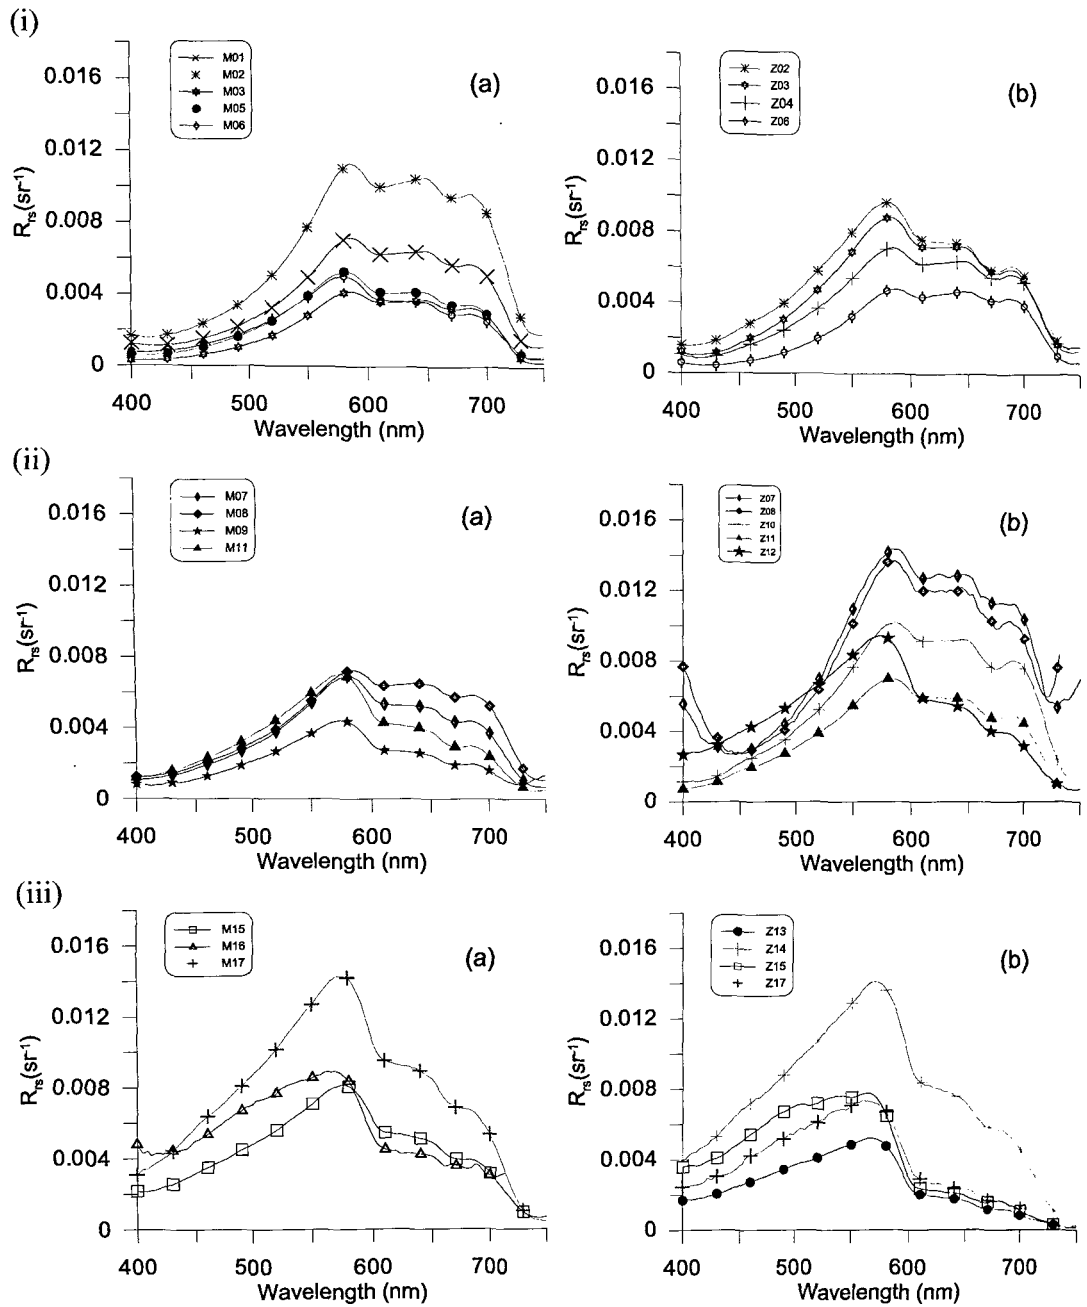 (i)
M01
M02
M03
M05
M06
(a)
0.016
0.012
0.008
0.004
0
Rrs(sr-1)
400 500 600 700
Wavelength (nm)
Z02
Z03
Z04
Z06
(b)
0.016
0.012
0.008
0.004
0
Rrs(sr-1)
400 500 600 700
Wavelength (nm)
(ii)
M07
M08
M09
M11
(a)
0.016
0.012
0.008
0.004
0
Rrs(sr-1)
400 500 600 700
Wavelength (nm)
Z07
Z08
Z10
Z11
Z12
(b)
0.016
0.012
0.008
0.004
0
Rrs(sr-1)
400 500 600 700
Wavelength (nm)
(iii)
M15
M16
M17
(a)
0.016
0.012
0.008
0.004
0
Rrs(sr-1)
400 500 600 700
Wavelength (nm)
Z13
Z14
Z15
Z17
(b)
0.016
0.012
0.008
0.004
0
Rrs(sr-1)
400 500 600 700
Wavelength (nm)